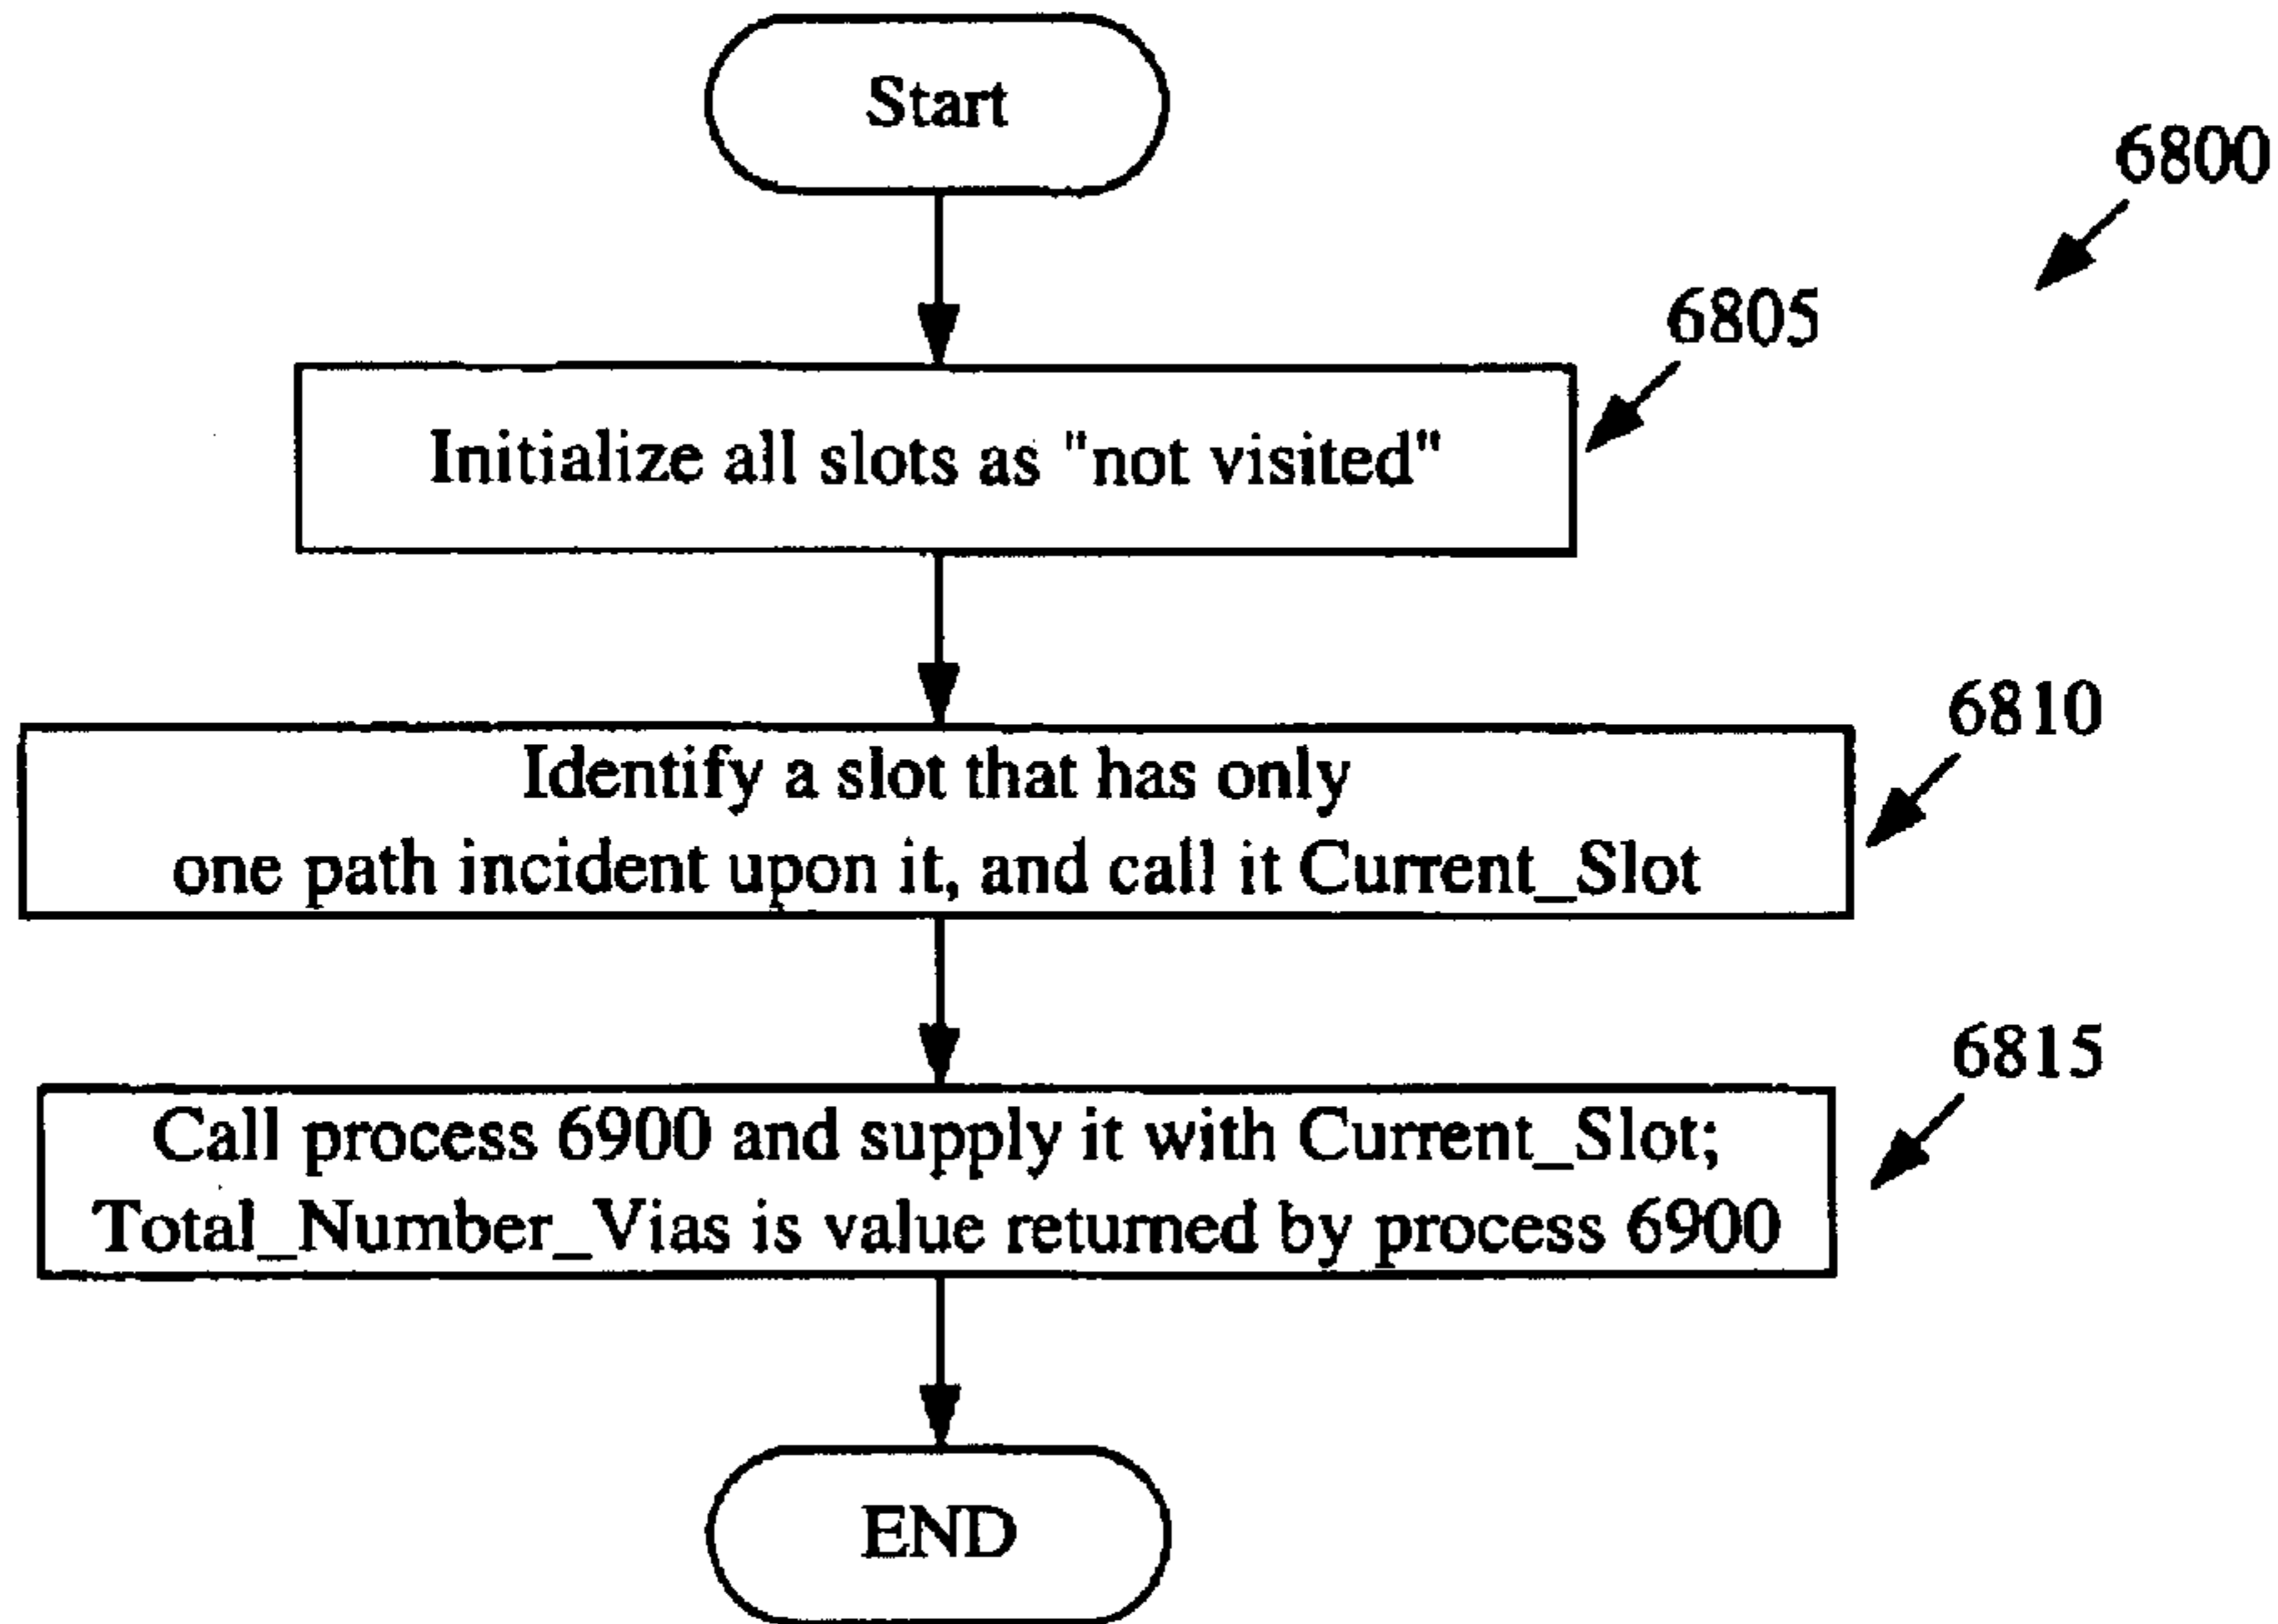 Start
6800
6805
Initialize all slots as "not visited"
6810
Identify a slot that has only
one path incident upon it, and call it Current_Slot
6815
Call process 6900 and supply it with Current_Slot;
Total_Number_Vias is value returned by process 6900
END